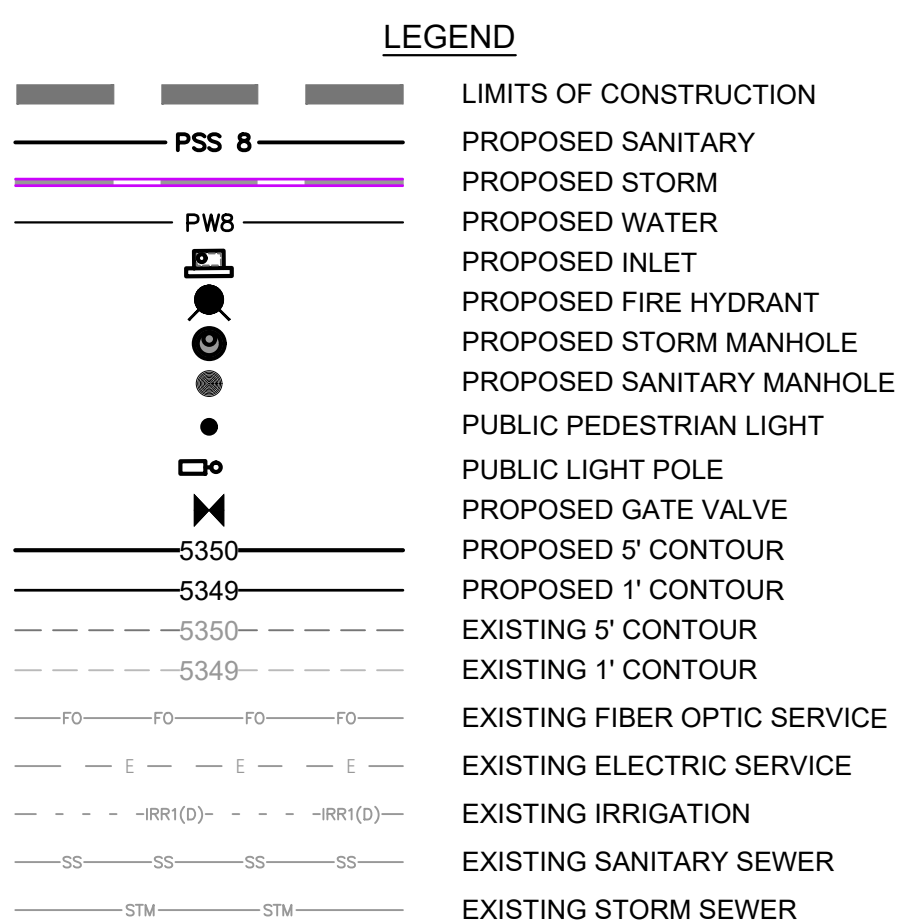 LEGEND
LIMITS OF CONSTRUCTION
PSS 8 PROPOSED SANITARY
PROPOSED STORM
PW8 PROPOSED WATER
PROPOSED INLET
PROPOSED FIRE HYDRANT
PROPOSED STORM MANHOLE
PROPOSED SANITARY MANHOLE
PUBLIC PEDESTRIAN LIGHT
PUBLIC LIGHT POLE
PROPOSED GATE VALVE
5350 PROPOSED 5' CONTOUR
5349 PROPOSED 1' CONTOUR
5350 EXISTING 5' CONTOUR
5349 EXISTING 1' CONTOUR
FO FO FO FO EXISTING FIBER OPTIC SERVICE
E E E EXISTING ELECTRIC SERVICE
IRR1(D) IRR1(D) EXISTING IRRIGATION
SS SS SS SS EXISTING SANITARY SEWER
STM STM EXISTING STORM SEWER